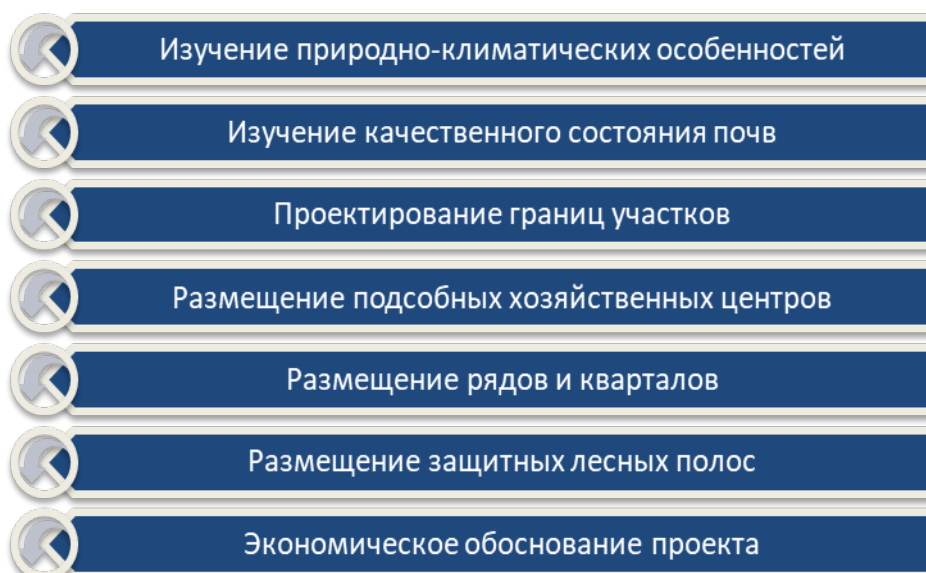 Изучение природно-климатических особенностей
Изучение качественного состояния почв
Проектирование границ участков
Размещение подсобных хозяйственных центров
Размещение рядов и кварталов
Размещение защитных лесных полос
Экономическое обоснование проекта